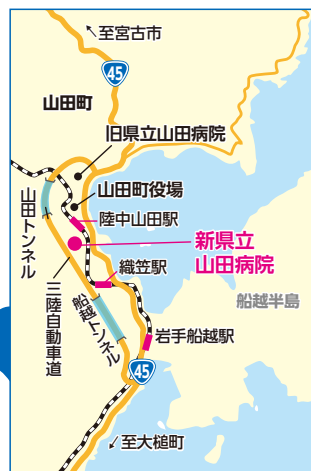 至宮古市
45
山田町
旧県立山田病院
山田町役場
陸中山田駅
山田トンネル
新県立
山田病院
織笠駅
三陸自動車道
船越トンネル
船越半島
岩手船越駅
45
至大槌町